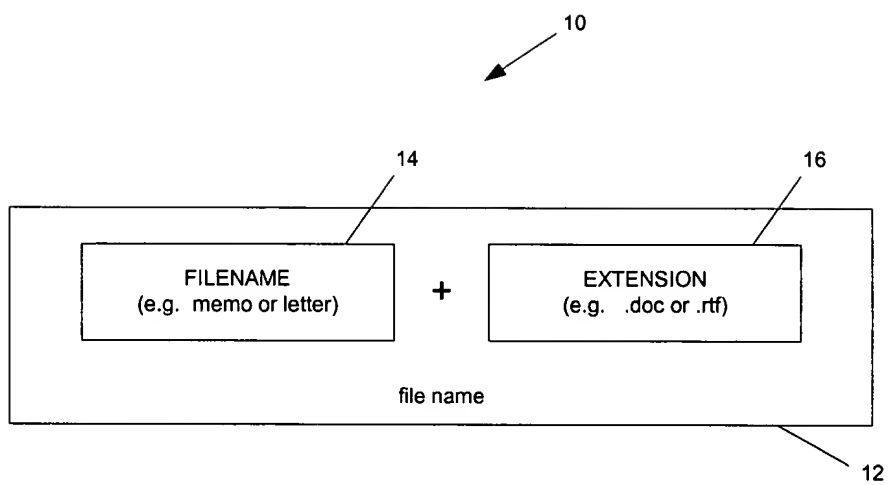 10
14
16
FILENAME
(e.g. memo or letter)
+
EXTENSION
(e.g. .doc or .rtf)
file name
12